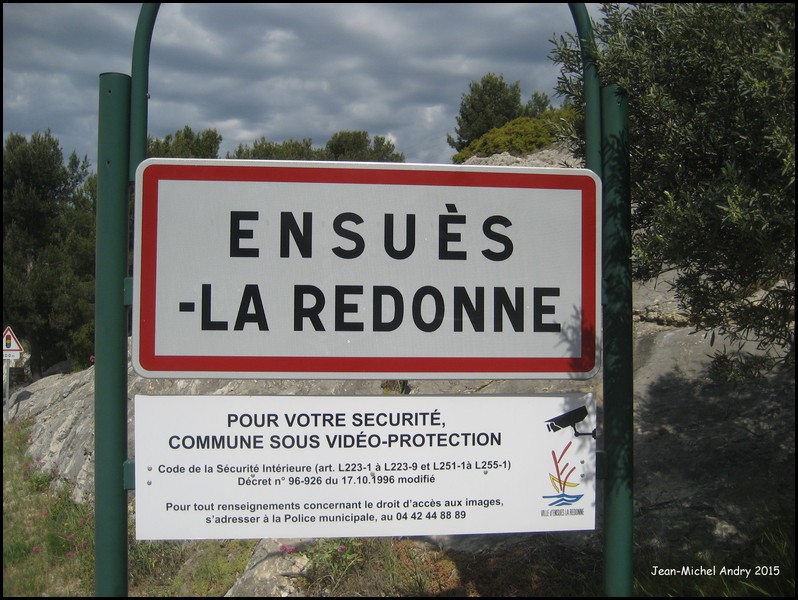 ENSUÈS
-LA REDONNE
POUR VOTRE SECURITÉ,
COMMUNE SOUS VIDÉO-PROTECTION
Code de la Sécurité Intérieure (art. L223-1 à L223-9 et L251-1à L255-1)
Décret n° 96-926 du 17.10.1996 modifié
Pour tout renseignements concernant le droit d'accès aux images,
s'adresser à la Police municipale, au 04 42 44 88 89
VILLE d'ENSUES LA REDONNE
Jean-Michel Andry 2015